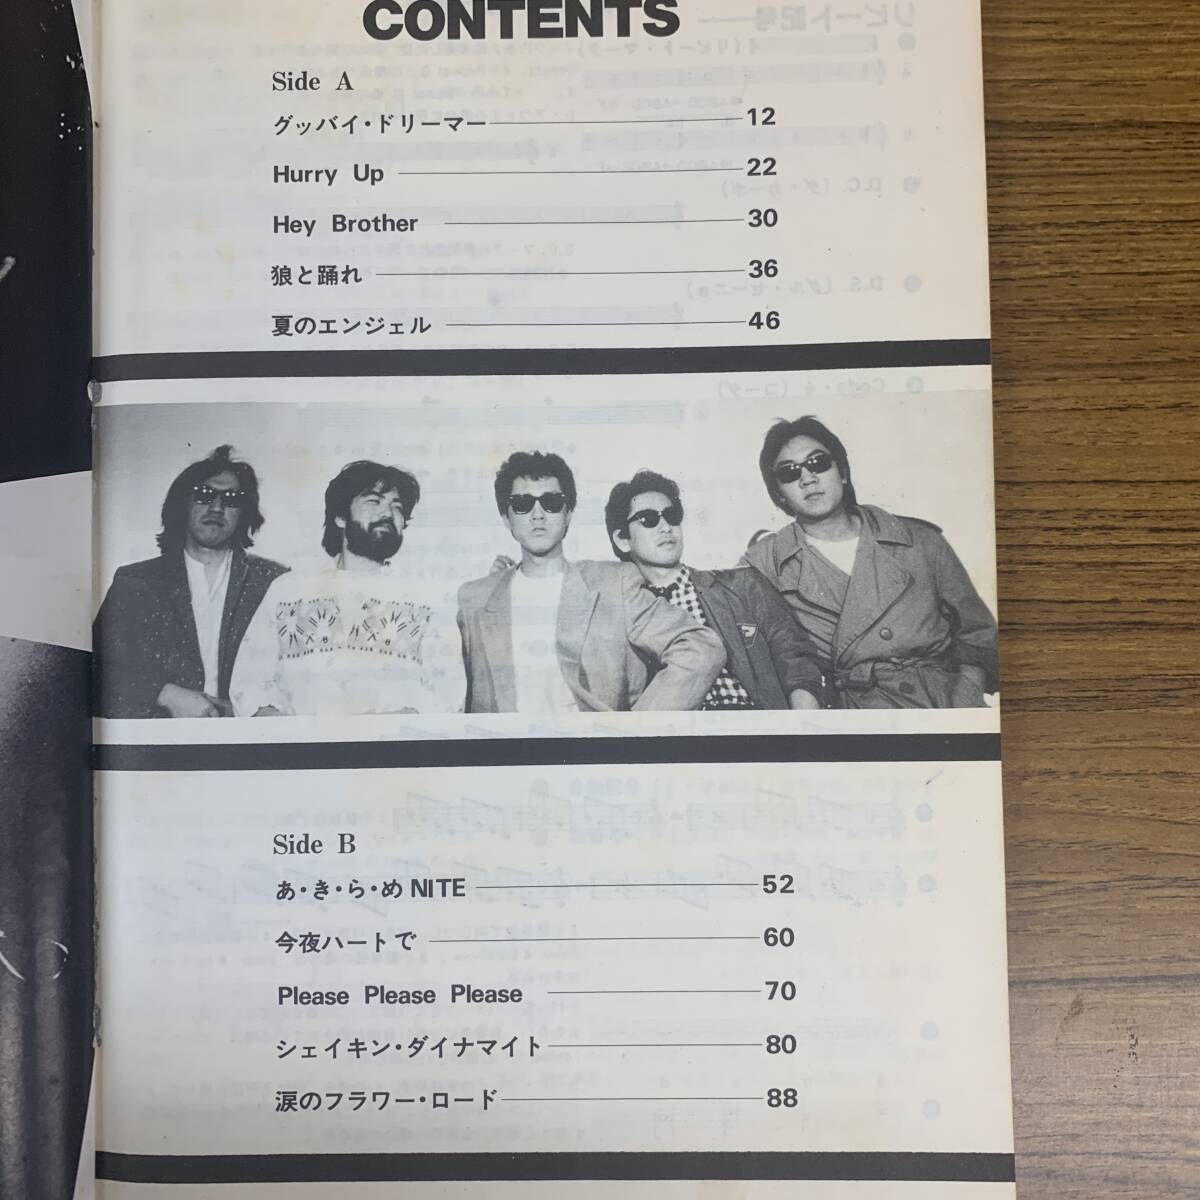 CONTENTS
Side A
グッバイ・ドリーマー 12
Hurry Up 22
Hey Brother 30
狼と踊れ 36
夏のエンジェル 46
Side B
あ・き・ら・め NITE 52
今夜ハートで 60
Please Please Please 70
シェイキン・ダイナマイト 80
涙のフラワー・ロード 88